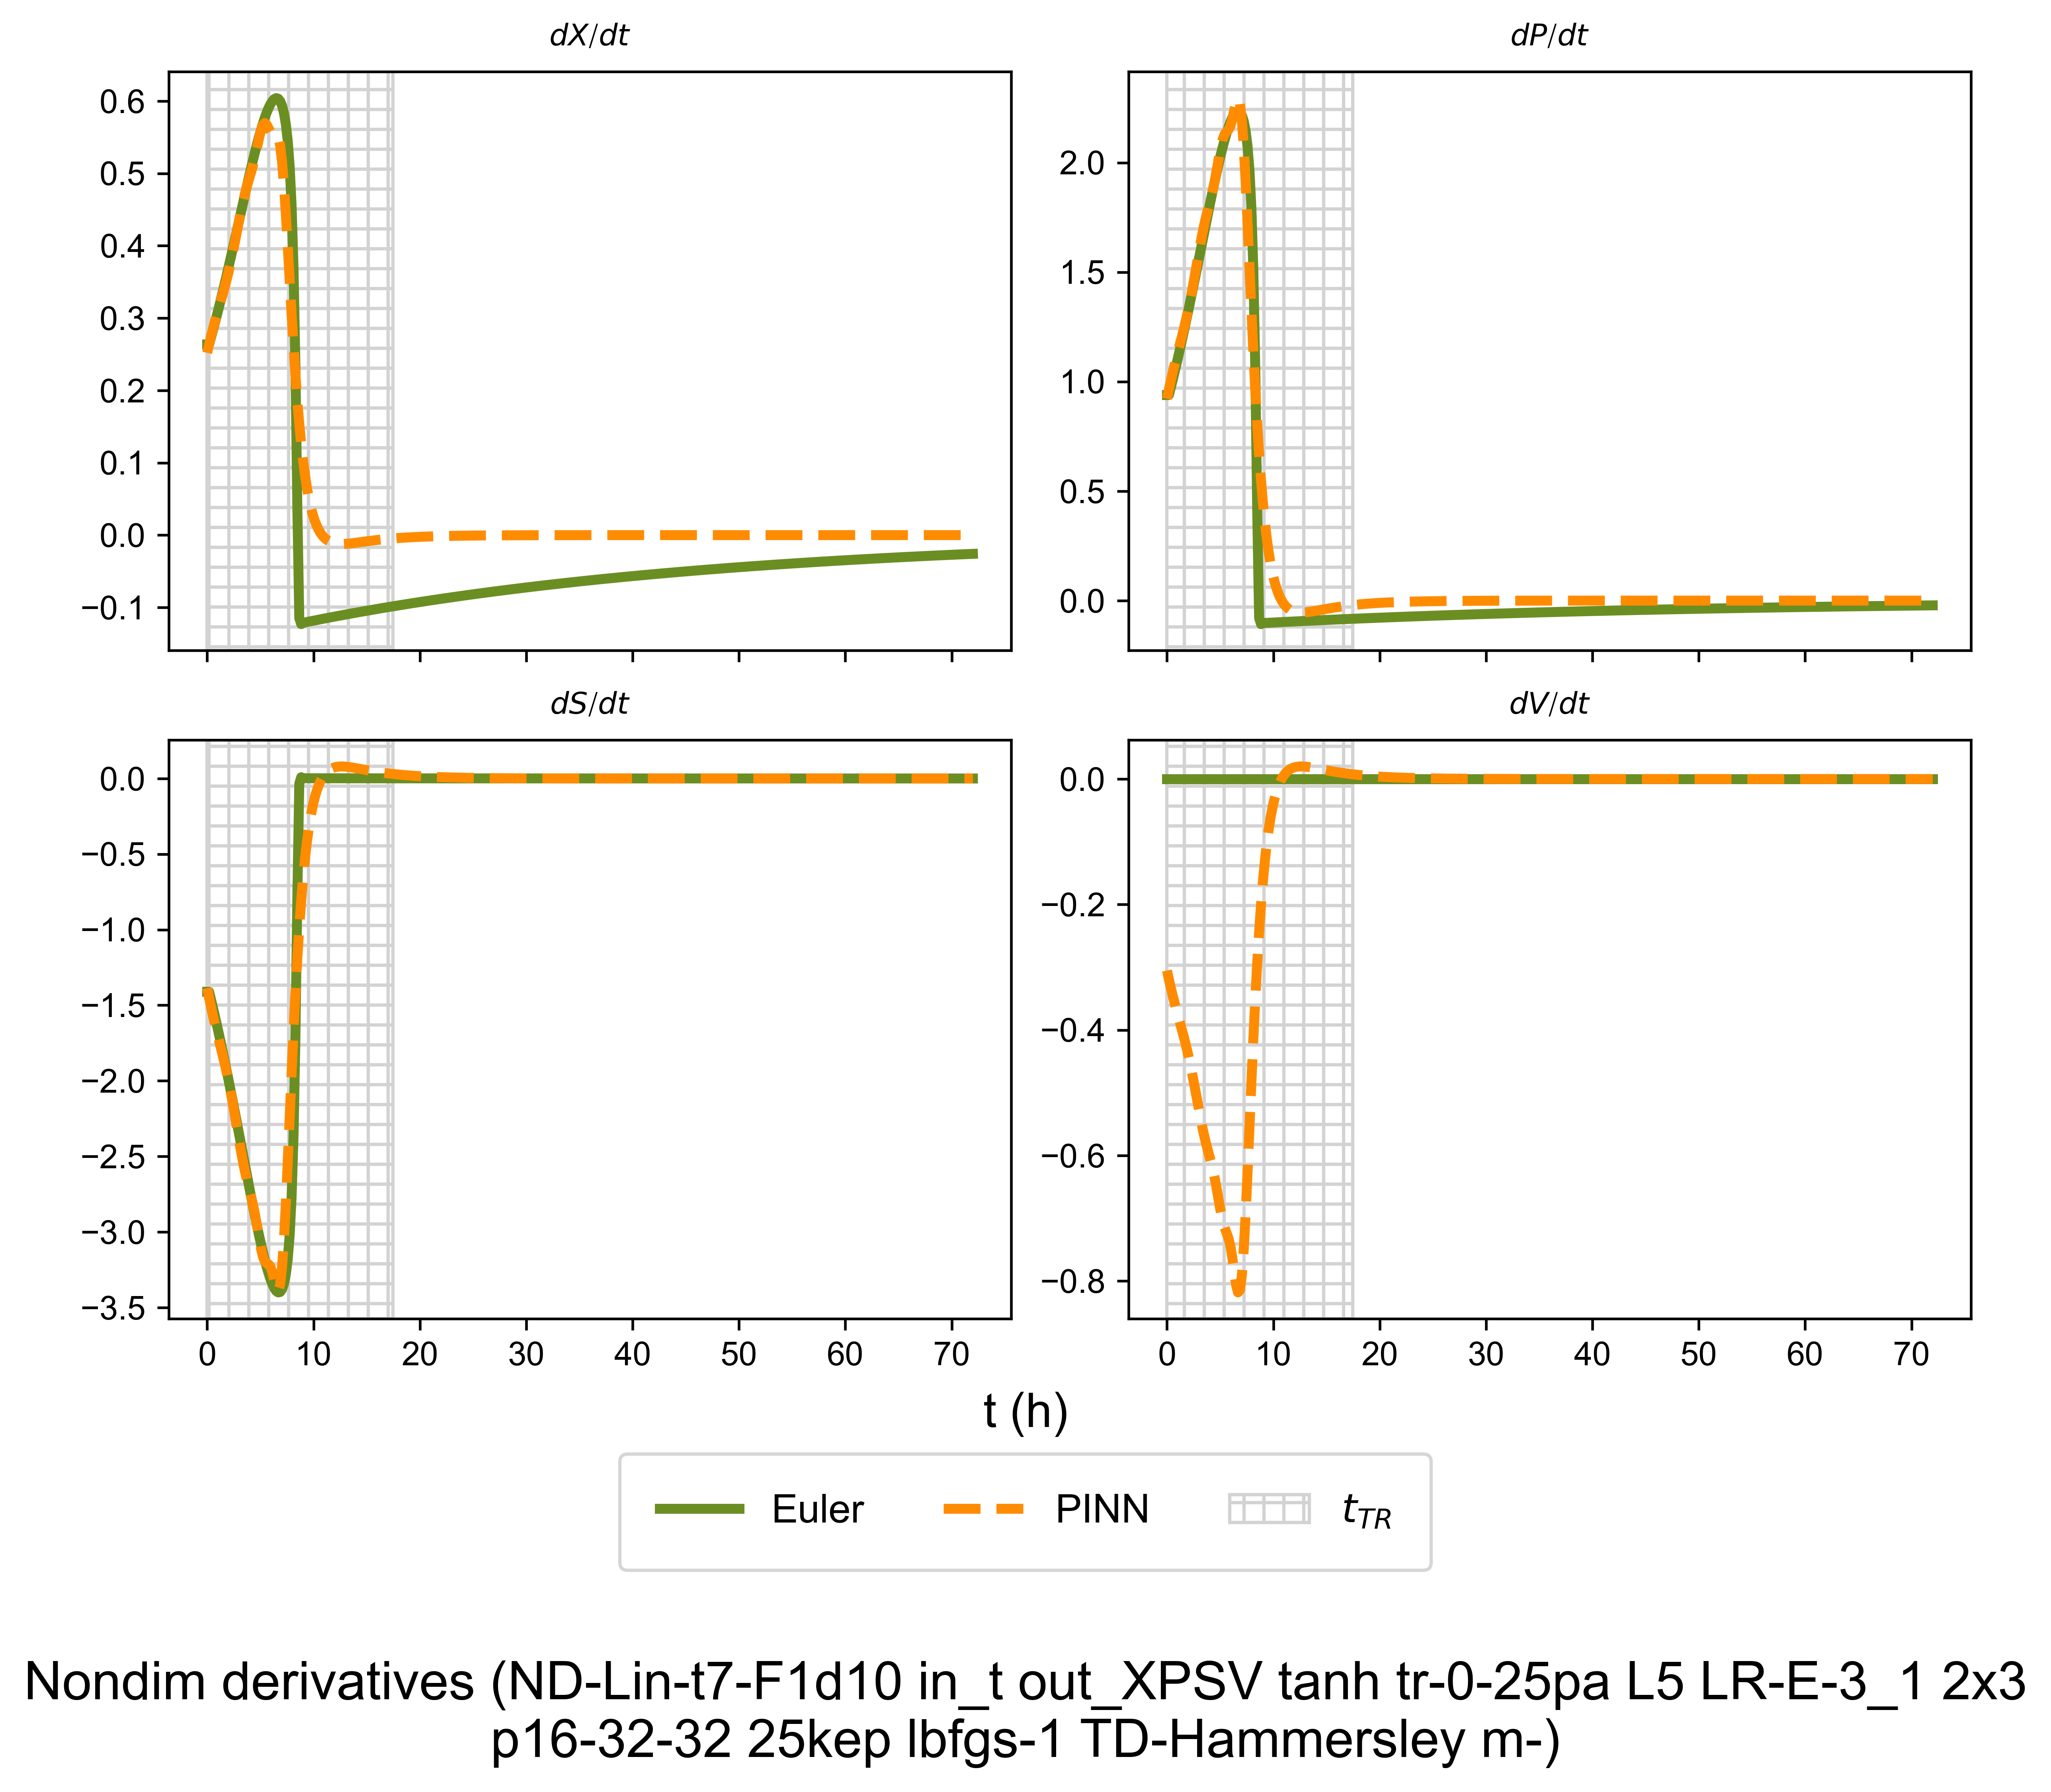 dX/dt
dP/dt
0.6
0.5
0.4
0.3
0.2
0.1
0.0
−0.1
2.0
1.5
1.0
0.5
0.0
dS/dt
dV/dt
0.0
−0.5
−1.0
−1.5
−2.0
−2.5
−3.0
−3.5
0.0
−0.2
−0.4
−0.6
−0.8
0 10 20 30 40 50 60 70
0 10 20 30 40 50 60 70
t (h)
Euler PINN tTR
Nondim derivatives (ND-Lin-t7-F1d10 in_t out_XPSV tanh tr-0-25pa L5 LR-E-3_1 2x3
p16-32-32 25kep lbfgs-1 TD-Hammersley m-)